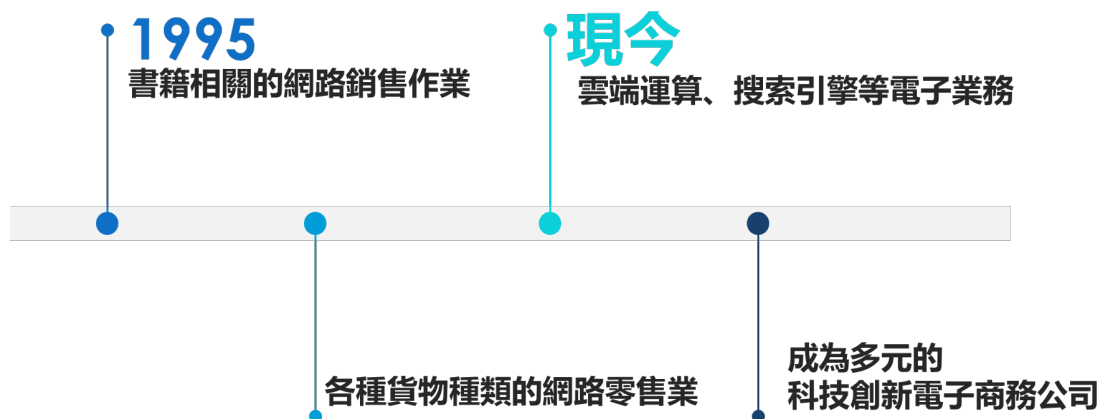 1995
書籍相關的網路銷售作業
現今
雲端運算、搜索引擎等電子業務
各種貨物種類的網路零售業
成為多元的
科技創新電子商務公司